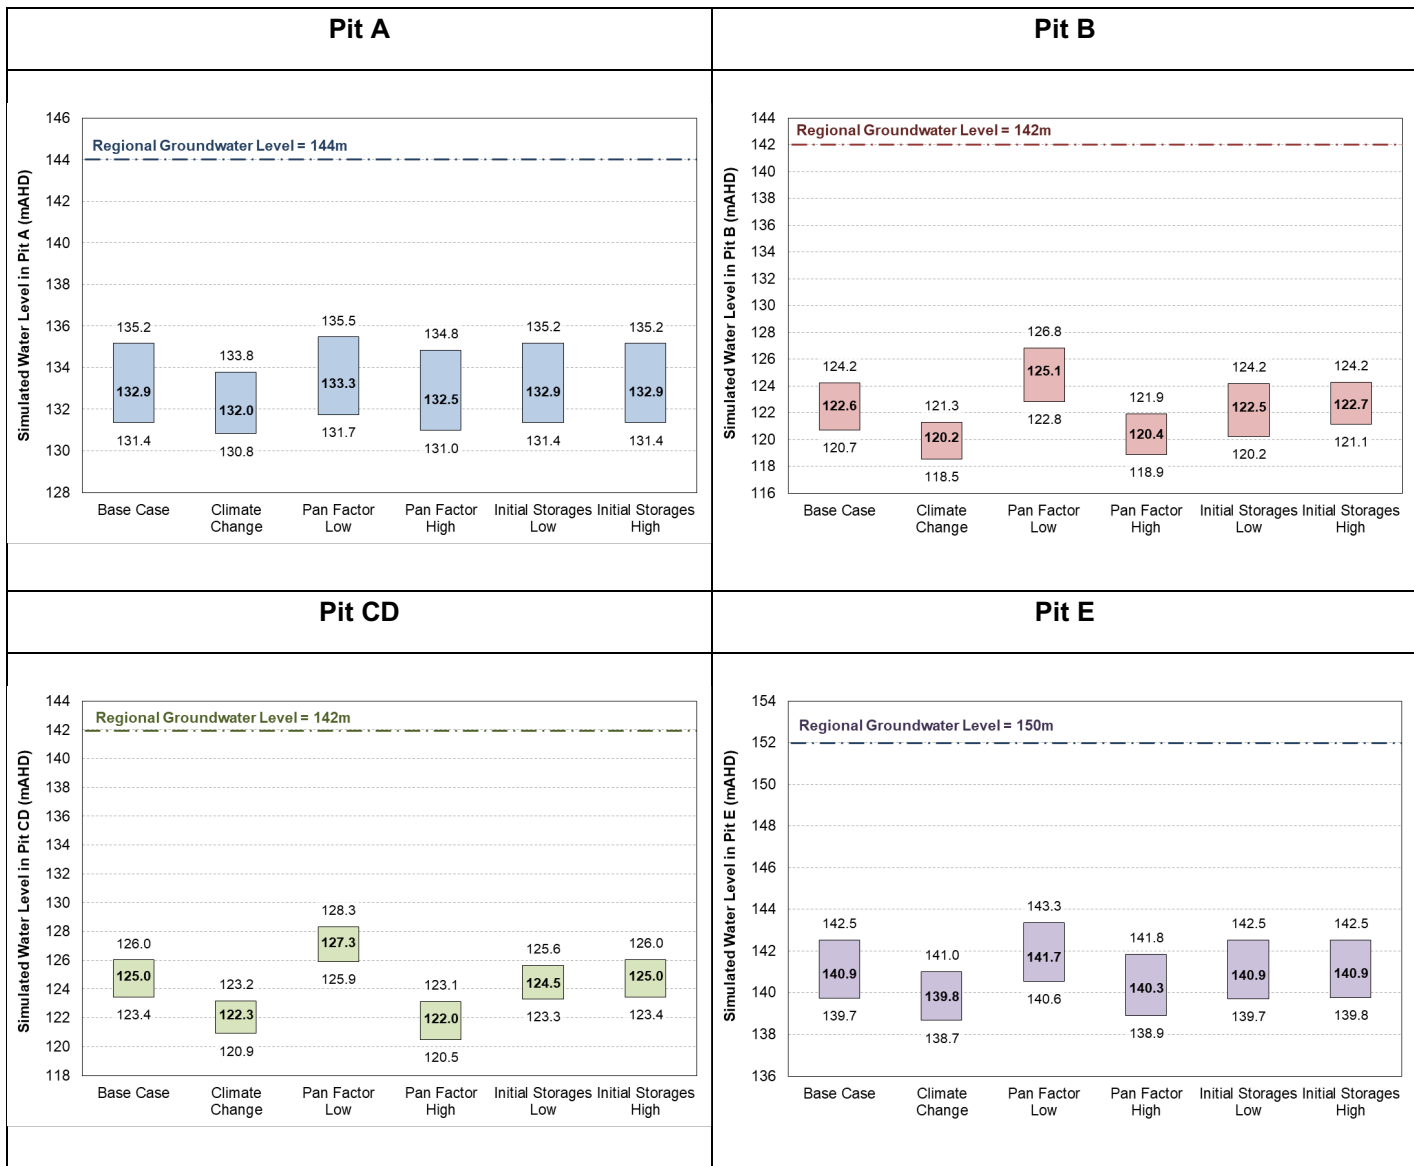 Pit A
Pit B
Simulated Water Level in Pit A (mAHD)
146
144
142
140
138
136
134
132
130
128
Regional Groundwater Level = 144m
135.2
132.9
131.4
133.8
132.0
130.8
135.5
133.3
131.7
134.8
132.5
131.0
135.2
132.9
131.4
135.2
132.9
131.4
Base Case
Climate
Change
Pan Factor
Low
Pan Factor
High
Initial Storages
Low
Initial Storages
High
Simulated Water Level in Pit B (mAHD)
144
142
140
138
136
134
132
130
128
126
124
122
120
118
116
Regional Groundwater Level = 142m
124.2
122.6
120.7
121.3
120.2
118.5
126.8
125.1
122.8
121.9
120.4
118.9
124.2
122.5
120.2
124.2
122.7
121.1
Base Case
Climate
Change
Pan Factor
Low
Pan Factor
High
Initial Storages
Low
Initial Storages
High
Pit CD
Pit E
Simulated Water Level in Pit CD (mAHD)
144
142
140
138
136
134
132
130
128
126
124
122
120
118
Regional Groundwater Level = 142m
126.0
125.0
123.4
123.2
122.3
120.9
128.3
127.3
125.9
123.1
122.0
120.5
125.6
124.5
123.3
126.0
125.0
123.4
Base Case
Climate
Change
Pan Factor
Low
Pan Factor
High
Initial Storages
Low
Initial Storages
High
Simulated Water Level in Pit E (mAHD)
154
152
150
148
146
144
142
140
138
136
Regional Groundwater Level = 150m
142.5
140.9
139.7
141.0
139.8
138.7
143.3
141.7
140.6
141.8
140.3
138.9
142.5
140.9
139.7
142.5
140.9
139.8
Base Case
Climate
Change
Pan Factor
Low
Pan Factor
High
Initial Storages
Low
Initial Storages
High